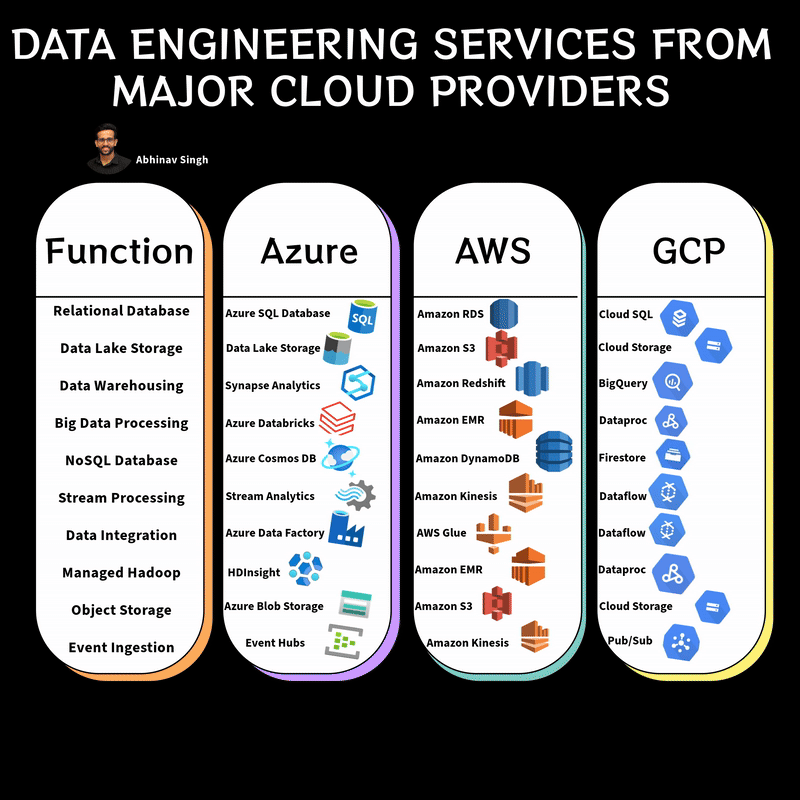 DATA ENGINEERING SERVICES FROM
MAJOR CLOUD PROVIDERS
Abhinav Singh
Function
Relational Database
Data Lake Storage
Data Warehousing
Big Data Processing
NoSQL Database
Stream Processing
Data Integration
Managed Hadoop
Object Storage
Event Ingestion
Azure
Azure SQL Database
SQL
Data Lake Storage
Synapse Analytics
Azure Databricks
Azure Cosmos DB
Stream Analytics
Azure Data Factory
HDInsight
Azure Blob Storage
Event Hubs
AWS
Amazon RDS
Amazon S3
Amazon Redshift
Amazon EMR
Amazon DynamoDB
Amazon Kinesis
AWS Glue
Amazon EMR
Amazon S3
Amazon Kinesis
GCP
Cloud SQL
Cloud Storage
BigQuery
Dataproc
Firestore
Dataflow
Dataflow
Dataproc
Cloud Storage
Pub/Sub